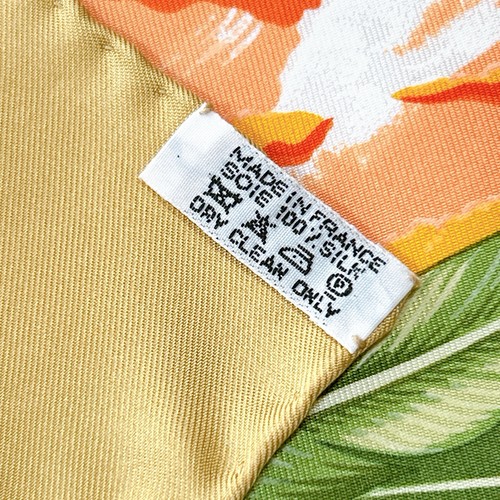 MADE IN FRANCE
SOIE 100% SILK
P
DRY CLEAN ONLY